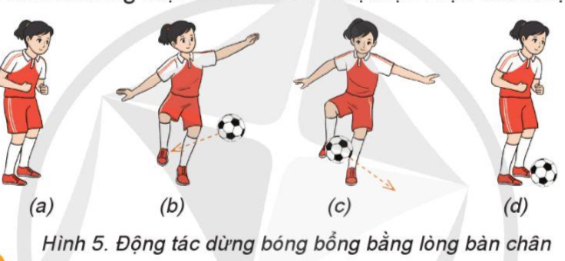 (a) (b) (c) (d)
Hình 5. Động tác dừng bóng bổng bằng lòng bàn chân